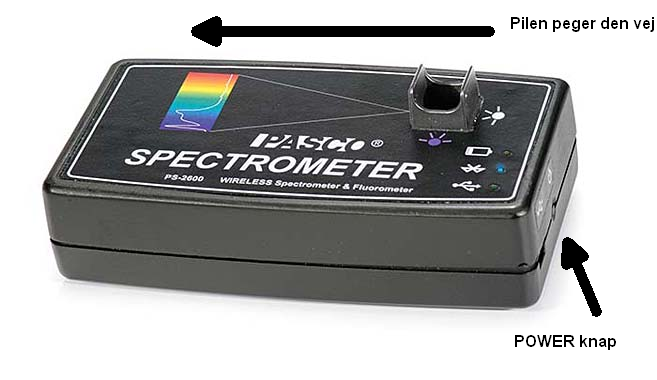 Pilen peger den vej
PASCO®
SPECTROMETER
PS-2600 WIRELESS Spectrometer & Fluorometer
POWER knap